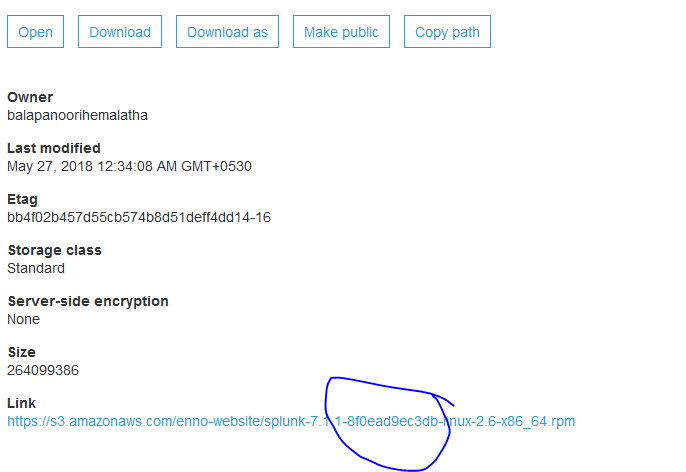 Open Download Download as Make public Copy path
Owner
balapanoorihemalatha
Last modified
May 27, 2018 12:34:08 AM GMT+0530
Etag
bb4f02b457d55cb574b8d51deff4dd14-16
Storage class
Standard
Server-side encryption
None
Size
264099386
Link
https://s3.amazonaws.com/enno-website/splunk-7.1.1-8f0ead9ec3db-linux-2.6-x86_64.rpm